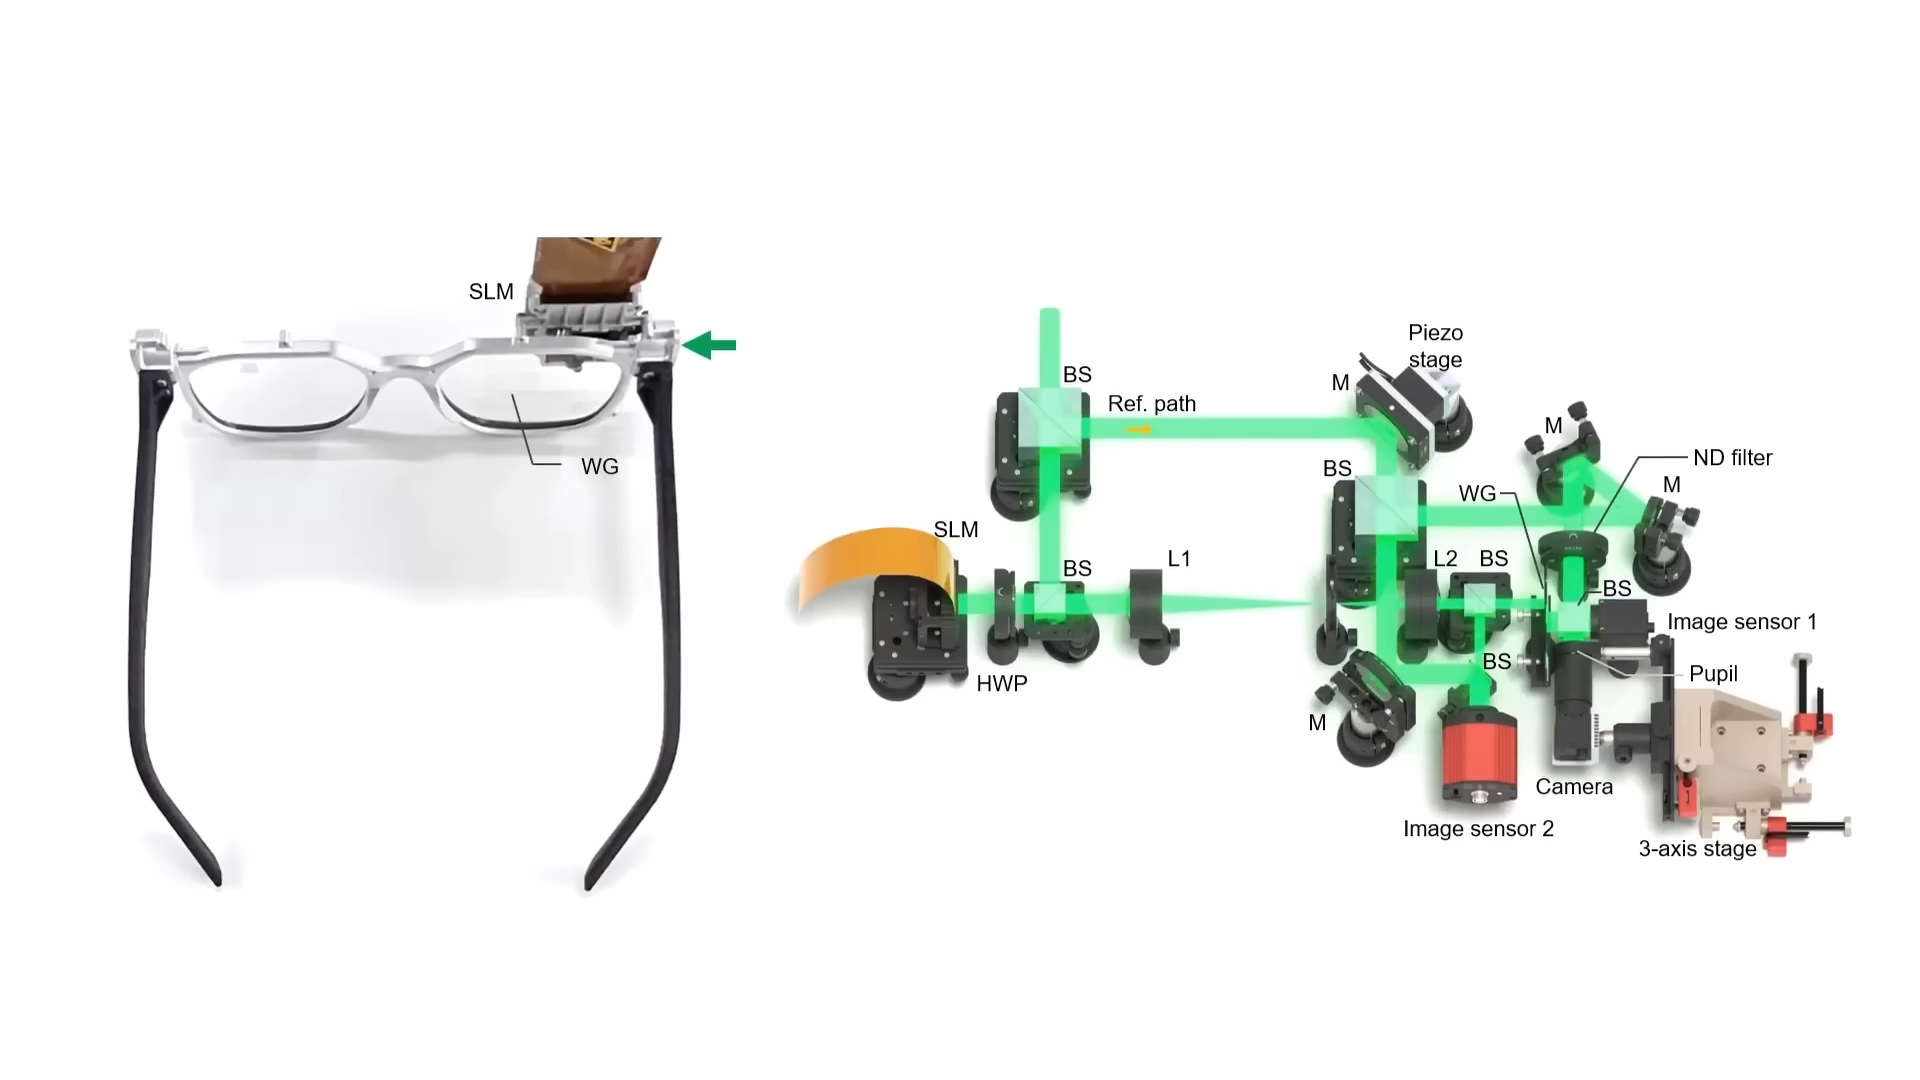 SLM
WG
BS
Ref. path
M
Piezo
stage
M
ND filter
M
BS
WG
SLM
BS
L1
L2
BS
BS
Image sensor 1
HWP
BS
Pupil
M
Camera
Image sensor 2
3-axis stage